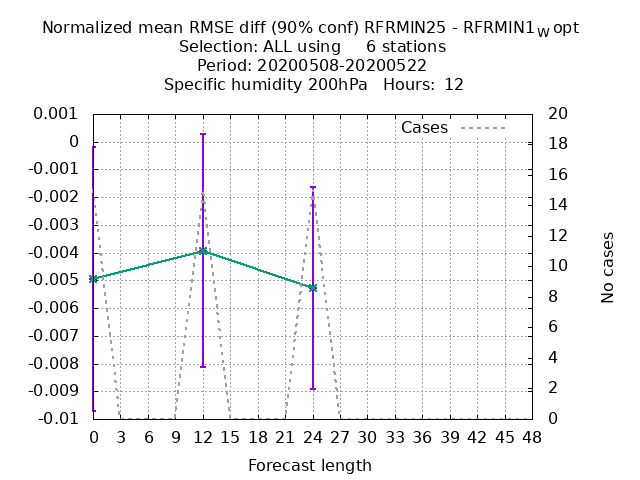 Normalized mean RMSE diff (90% conf) RFRMIN25 - RFRMIN1W opt
Selection: ALL using 6 stations
Period: 20200508-20200522
Specific humidity 200hPa Hours: 12
Cases
0.001
0
-0.001
-0.002
-0.003
-0.004
-0.005
-0.006
-0.007
-0.008
-0.009
-0.01
20
18
16
14
12
10
8
6
4
2
0
No cases
0 3 6 9 12 15 18 21 24 27 30 33 36 39 42 45 48
Forecast length